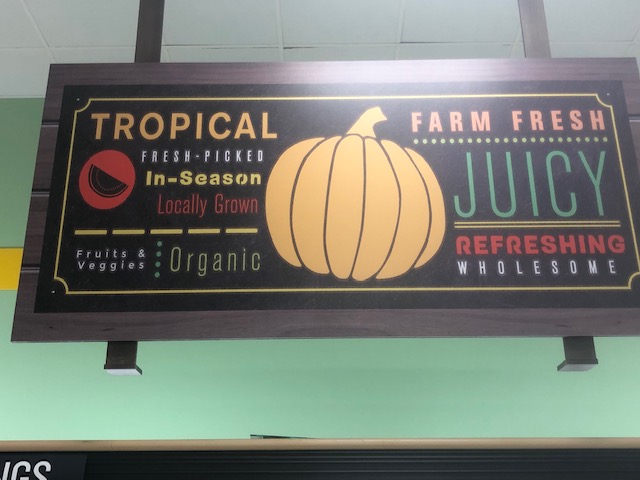 TROPICAL
FRESH-PICKED
In-Season
Locally Grown
Fruits &
Veggies
Organic
FARM FRESH
JUICY
REFRESHING
WHOLESOME